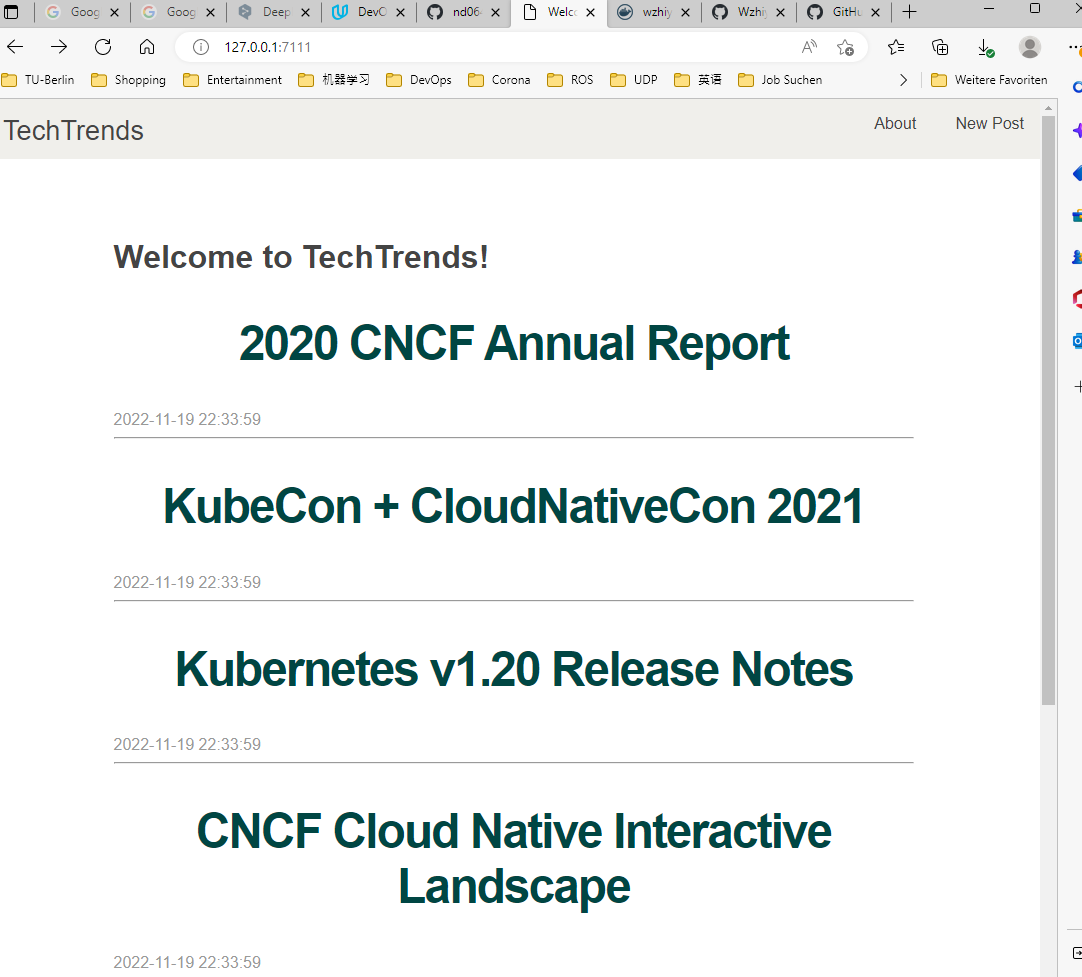 Goog Goog Deep DevO nd06- Welco wzhiy Wzhiy GitHu
127.0.0.1:7111
TU-Berlin Shopping Entertainment 机器学习 DevOps Corona ROS UDP 英语 Job Suchen Weitere Favoriten
TechTrends About New Post
Welcome to TechTrends!
2020 CNCF Annual Report
2022-11-19 22:33:59
KubeCon + CloudNativeCon 2021
2022-11-19 22:33:59
Kubernetes v1.20 Release Notes
2022-11-19 22:33:59
CNCF Cloud Native Interactive
Landscape
2022-11-19 22:33:59